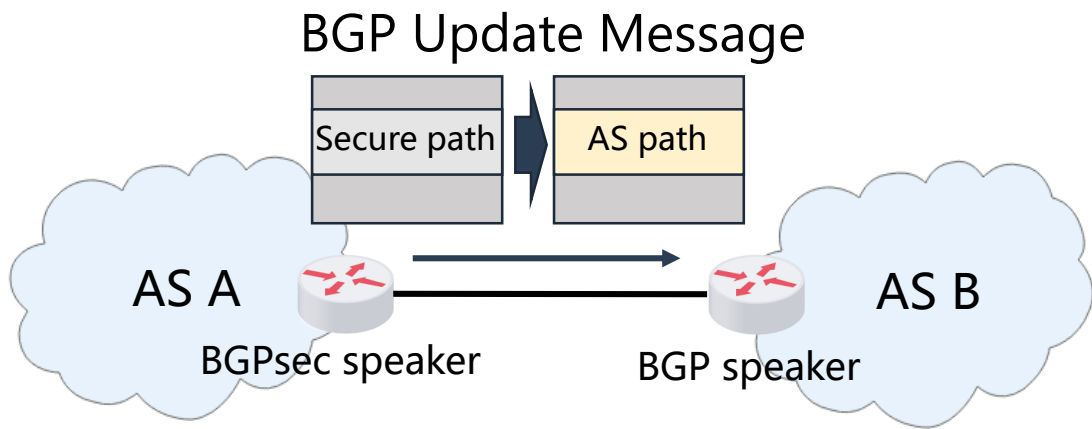 BGP Update Message
Secure path
AS path
AS A
AS B
BGPsec speaker
BGP speaker